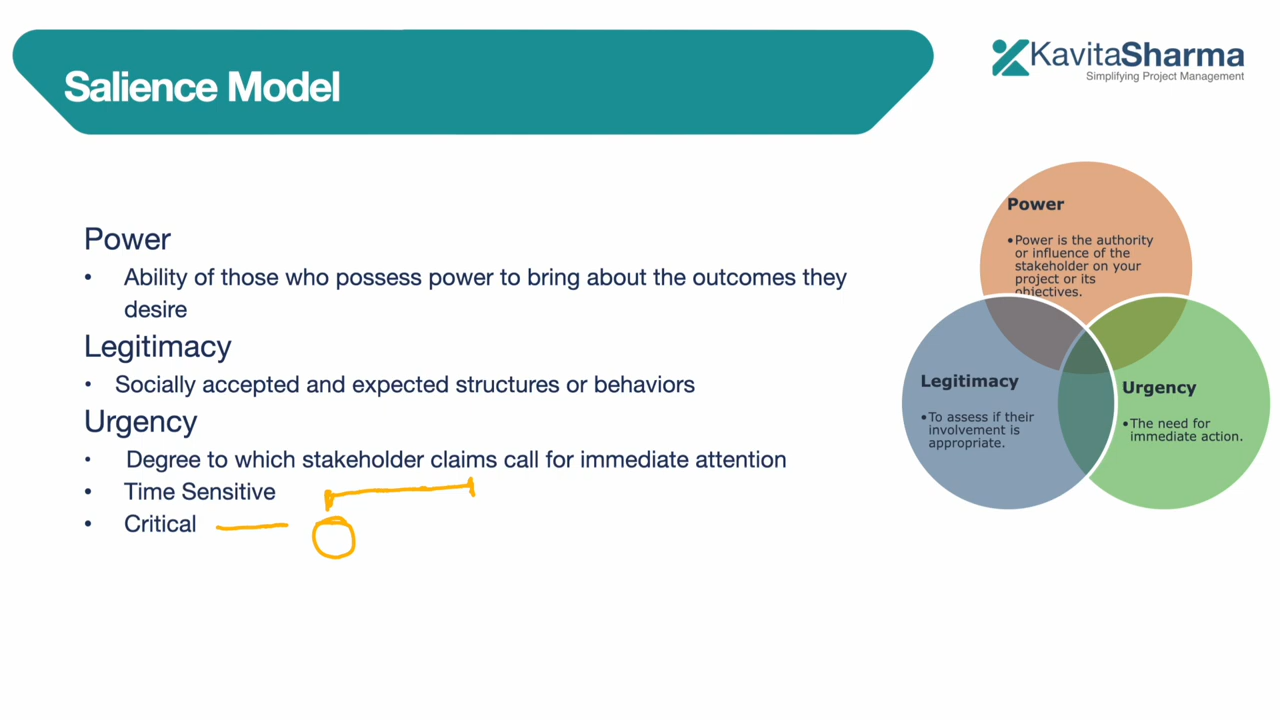 Salience Model
KavitaSharma
Simplifying Project Management
Power
• Ability of those who possess power to bring about the outcomes they
desire
Legitimacy
• Socially accepted and expected structures or behaviors
Urgency
• Degree to which stakeholder claims call for immediate attention
• Time Sensitive
• Critical
Power
•Power is the authority
or influence of the
stakeholder on your
project or its
objectives.
Legitimacy
•To assess if their
involvement is
appropriate.
Urgency
•The need for
immediate action.